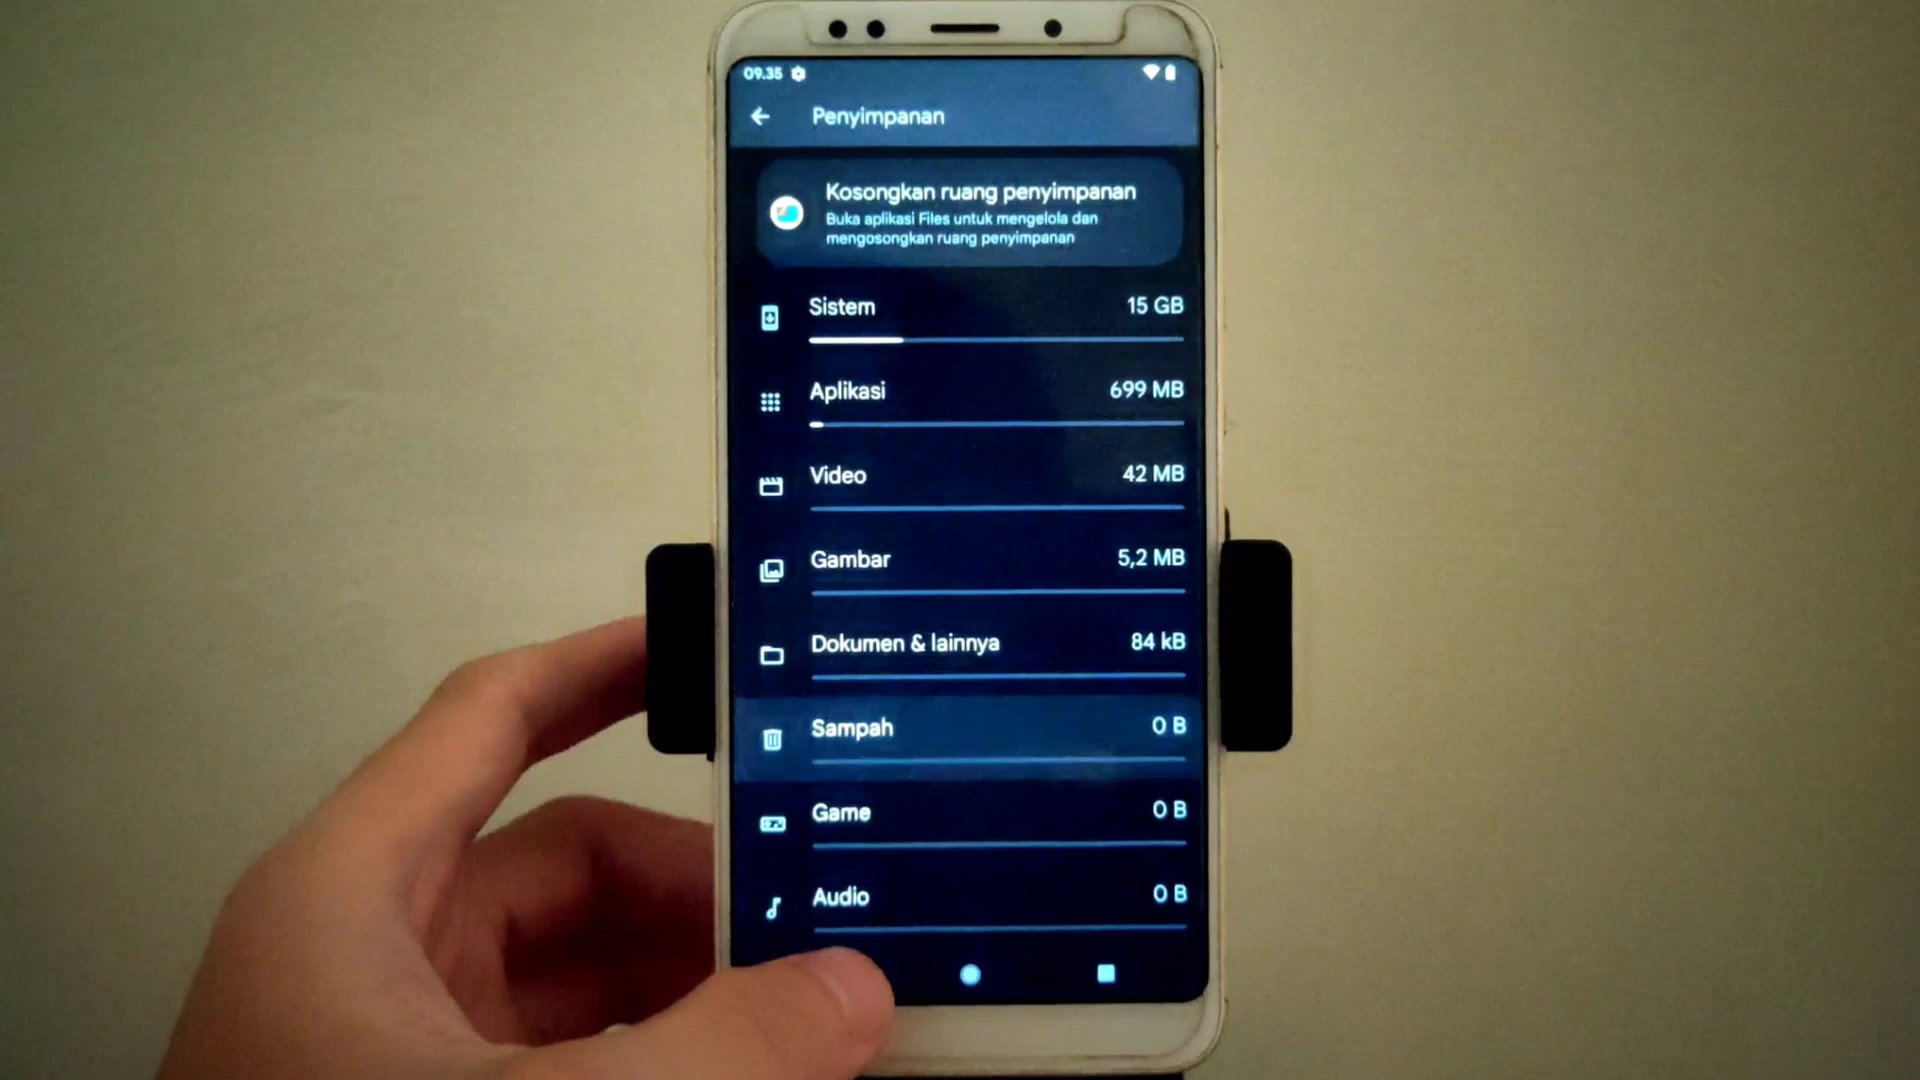 09.35
Penyimpanan
Kosongkan ruang penyimpanan
Buka aplikasi Files untuk mengelola dan
mengosongkan ruang penyimpanan
Sistem 15 GB
Aplikasi 699 MB
Video 42 MB
Gambar 5,2 MB
Dokumen & lainnya 84 kB
Sampah 0 B
Game 0 B
Audio 0 B